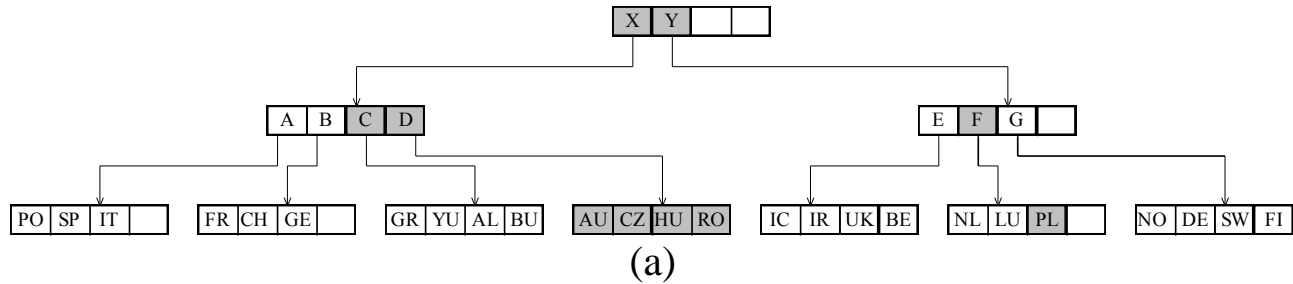 X Y
A B C D
E F G
PO SP IT
FR CH GE
GR YU AL BU
AU CZ HU RO
IC IR UK BE
NL LU PL
NO DE SW FI
(a)